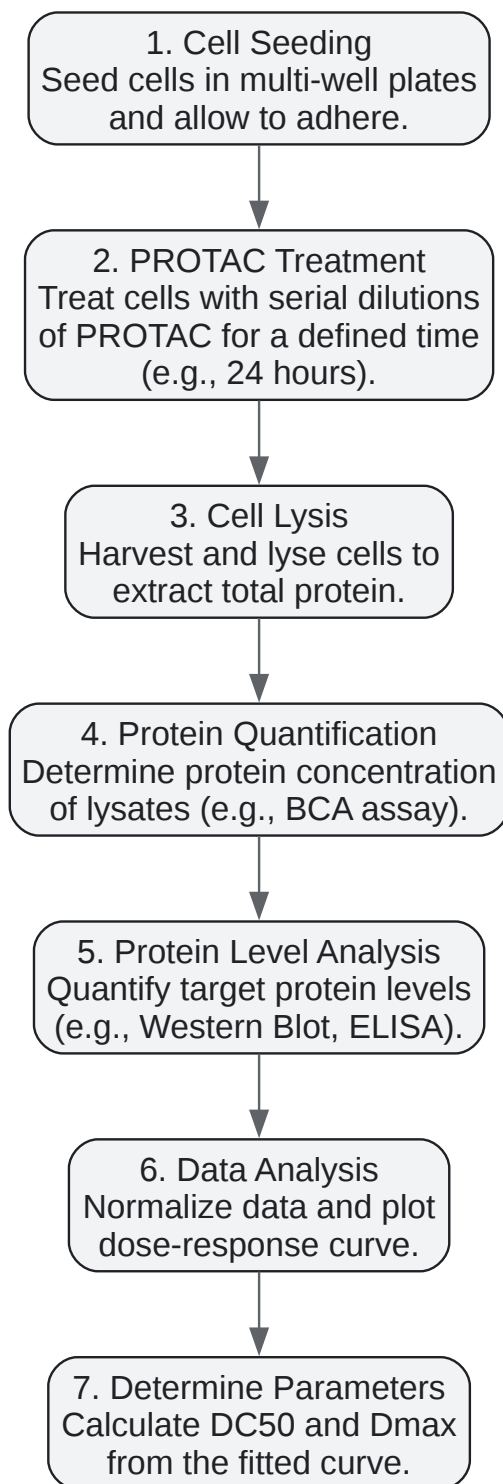 1. Cell Seeding
Seed cells in multi-well plates
and allow to adhere.
2. PROTAC Treatment
Treat cells with serial dilutions
of PROTAC for a defined time
(e.g., 24 hours).
3. Cell Lysis
Harvest and lyse cells to
extract total protein.
4. Protein Quantification
Determine protein concentration
of lysates (e.g., BCA assay).
5. Protein Level Analysis
Quantify target protein levels
(e.g., Western Blot, ELISA).
6. Data Analysis
Normalize data and plot
dose-response curve.
7. Determine Parameters
Calculate DC50 and Dmax
from the fitted curve.